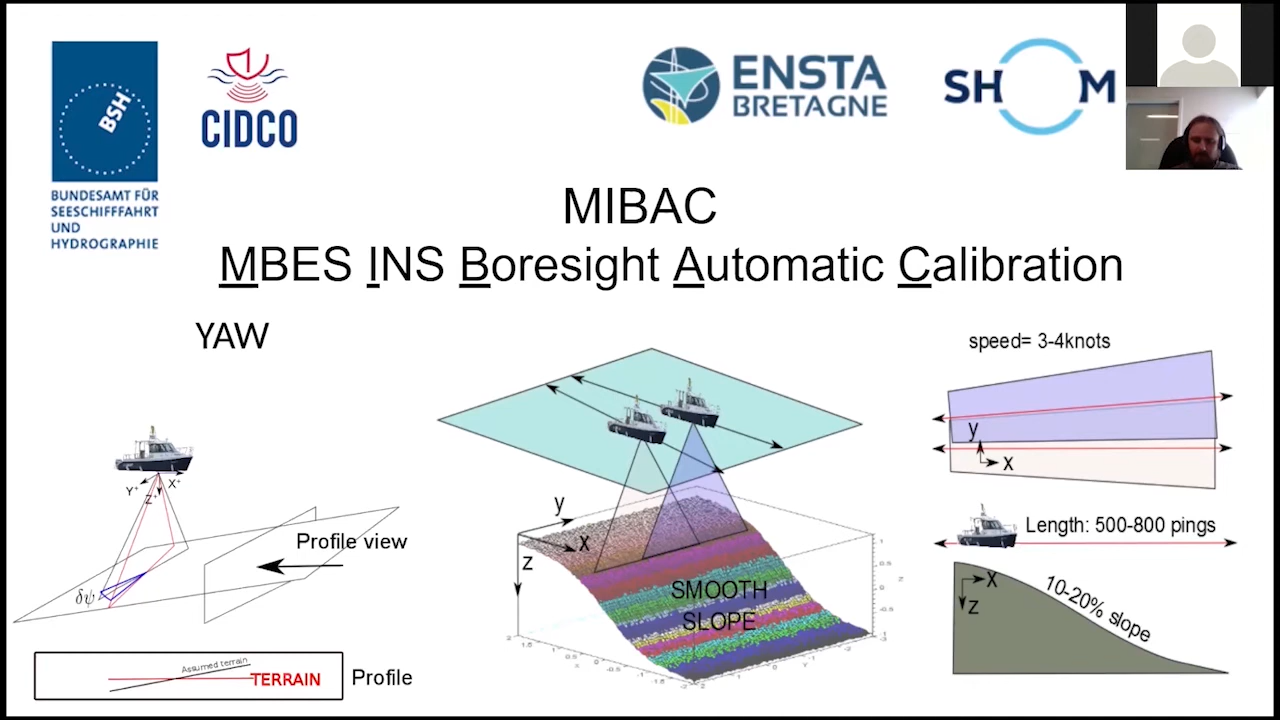 BSH
BUNDESAMT FÜR
SEESCHIFFFAHRT
UND
HYDROGRAPHIE
CIDCO
ENSTA
BRETAGNE
SHOM
MIBAC
MBES INS Boresight Automatic Calibration
YAW
Y+ X+
Z+
Profile view
δψ
Assumed terrain
TERRAIN
Profile
y
x
z
SMOOTH
SLOPE
speed= 3-4knots
y
x
Length: 500-800 pings
x
z
10-20% slope